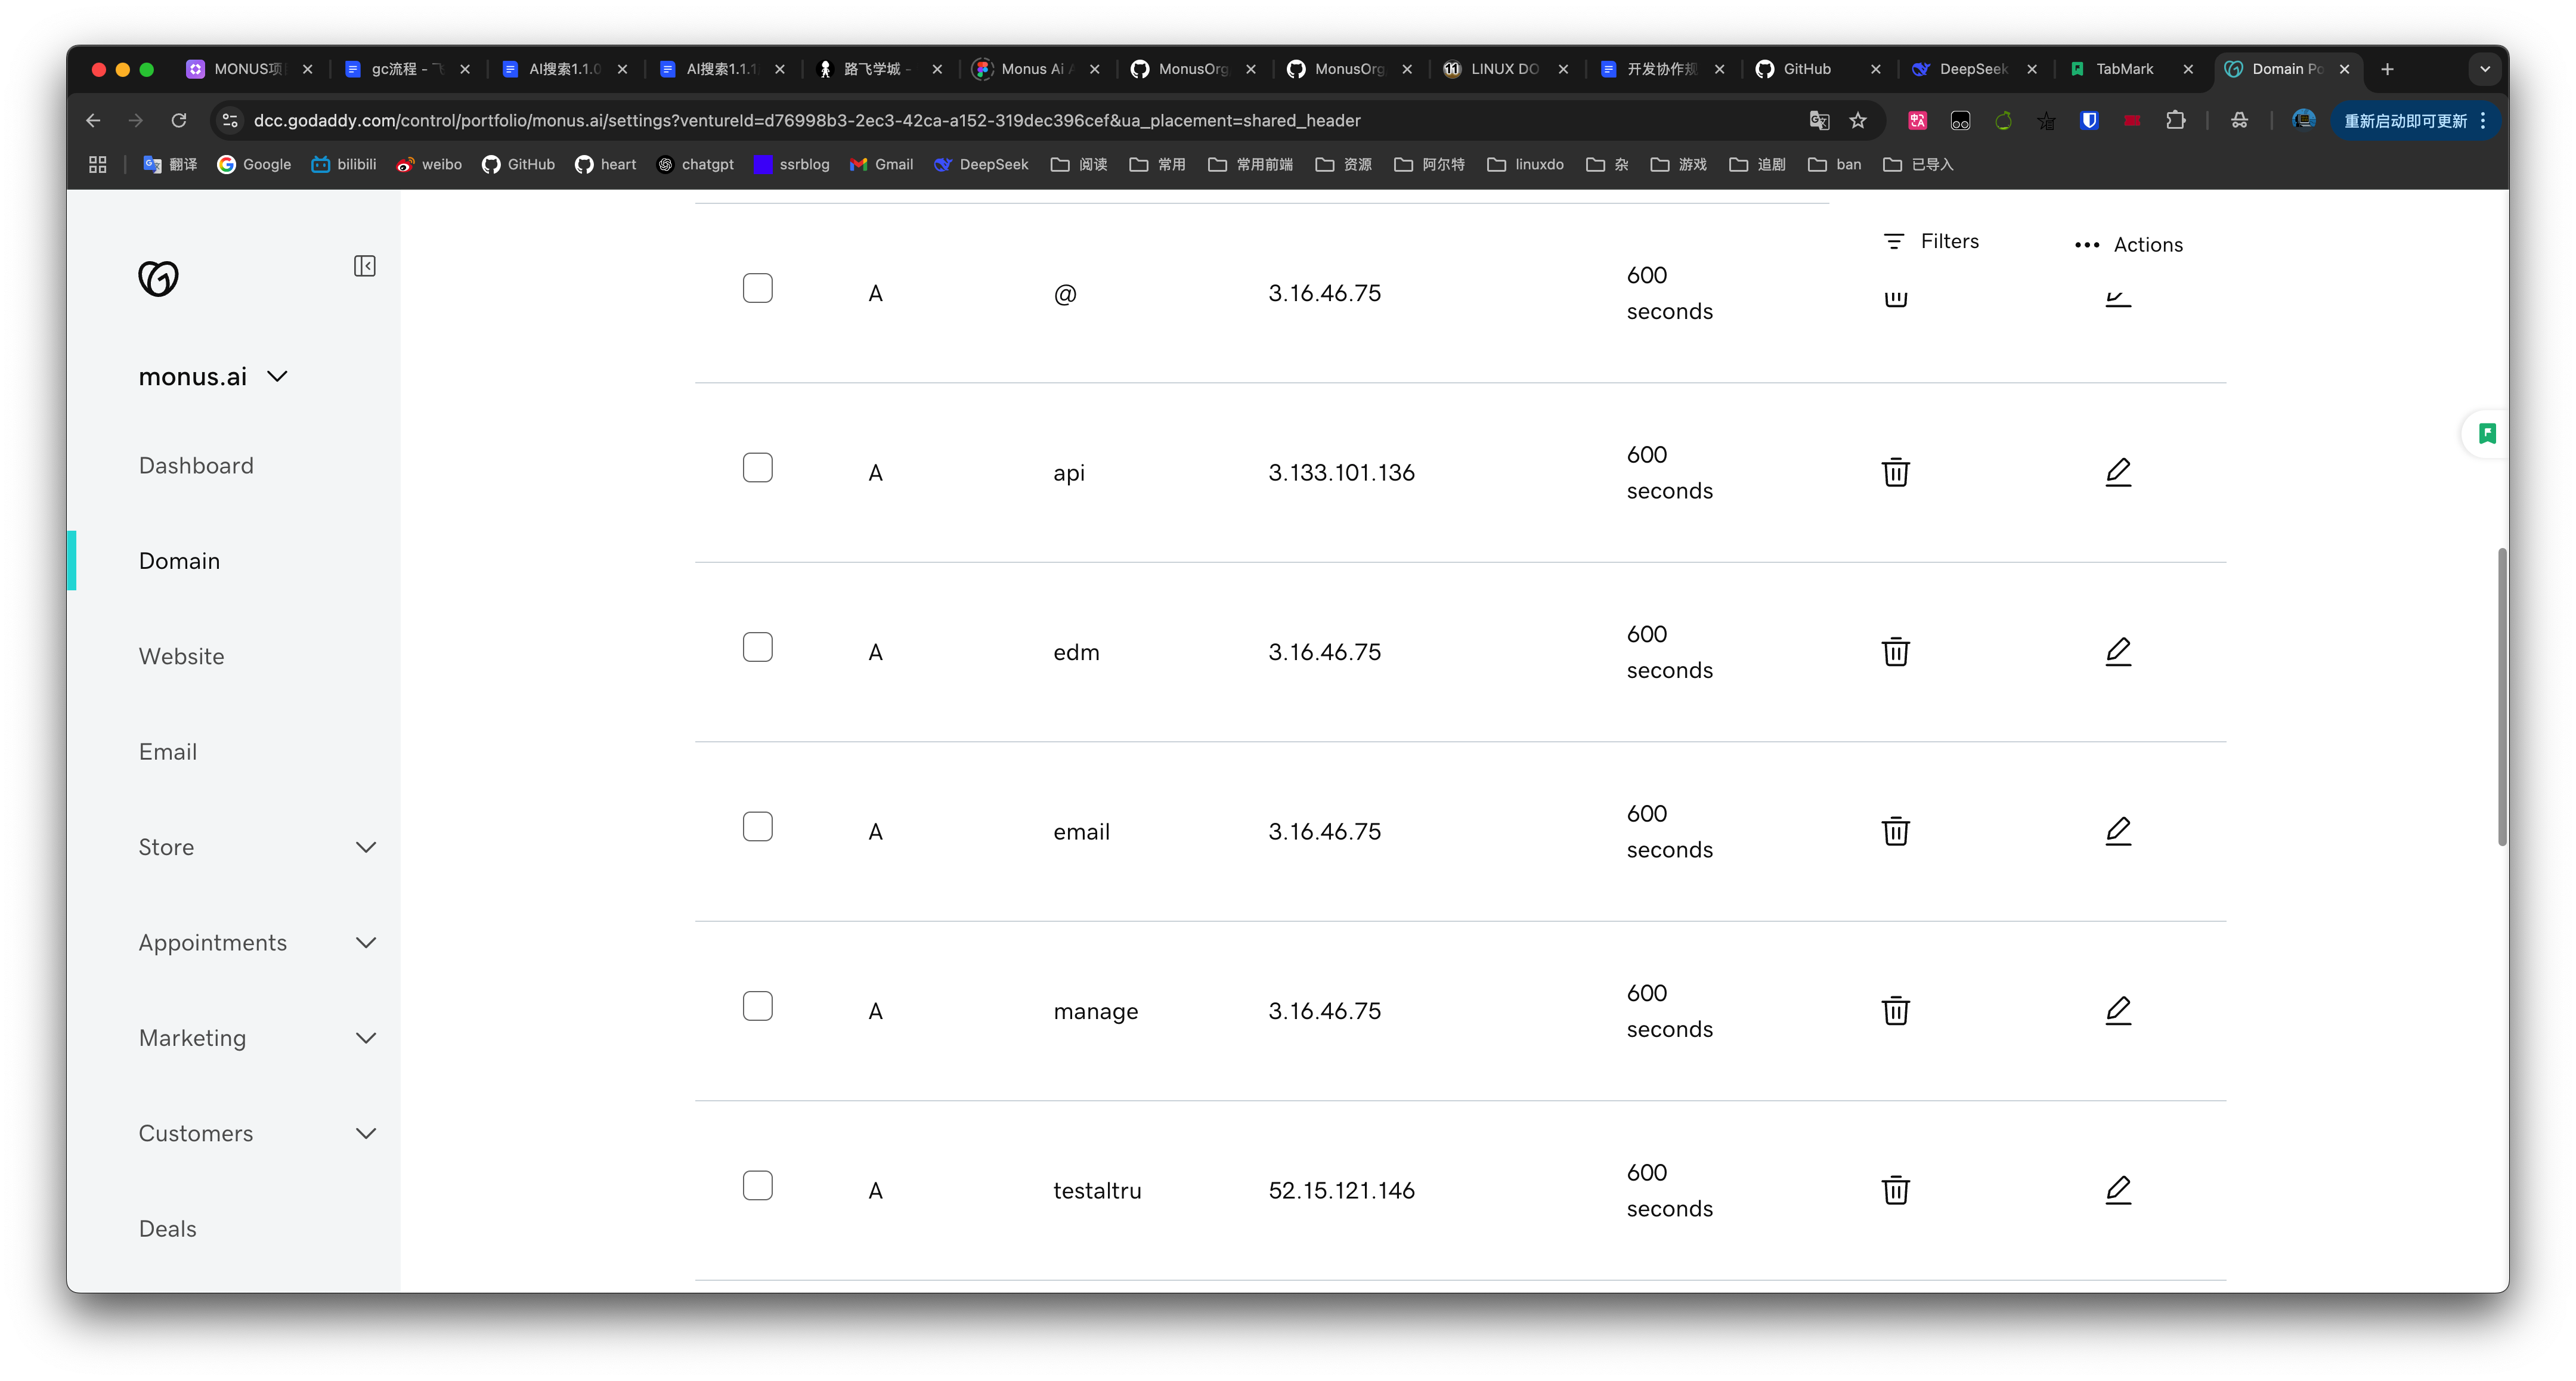 MONUS项
gc流程 - 飞
AI搜索1.1.0
AI搜索1.1.1
路飞学城 -
Monus Ai A
MonusOrg
MonusOrg
LINUX DO
开发协作规
GitHub
DeepSeek
TabMark
Domain Po
dcc.godaddy.com/control/portfolio/monus.ai/settings?ventureId=d76998b3-2ec3-42ca-a152-319dec396cef&ua_placement=shared_header
重新启动即可更新
翻译 Google bilibili weibo GitHub heart chatgpt ssrblog Gmail DeepSeek 阅读 常用 常用前端 资源 阿尔特 linuxdo 杂 游戏 追剧 ban 已导入
monus.ai
Dashboard
Domain
Website
Email
Store
Appointments
Marketing
Customers
Deals
Filters Actions
A @ 3.16.46.75 600
seconds
A api 3.133.101.136 600
seconds
A edm 3.16.46.75 600
seconds
A email 3.16.46.75 600
seconds
A manage 3.16.46.75 600
seconds
A testaltru 52.15.121.146 600
seconds